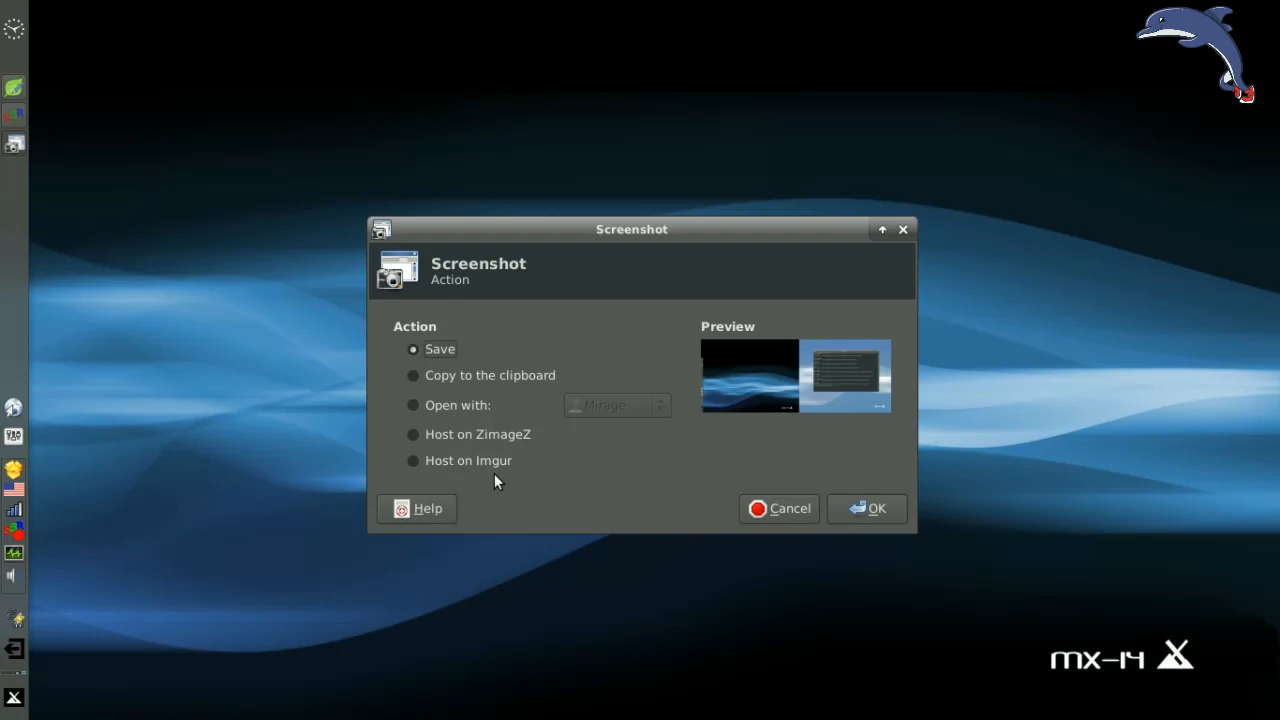 Screenshot
Screenshot
Action
Action
Preview
Save
Copy to the clipboard
Open with:
Mirage
Host on ZimageZ
Host on Imgur
Help
Cancel
OK
mx-14